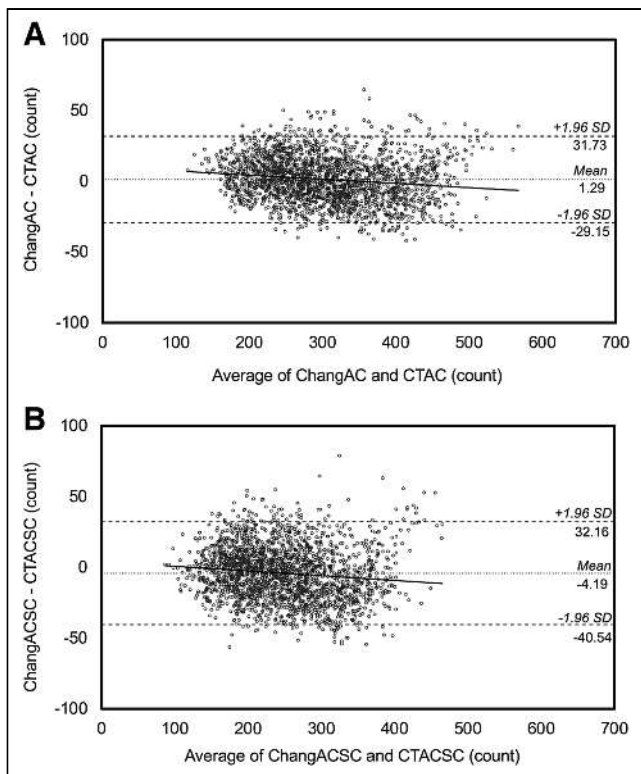 A
100
50
0
-50
-100
ChangAC - CTAC (count)
+1.96 SD
31.73
Mean
1.29
-1.96 SD
-29.15
0 100 200 300 400 500 600 700
Average of ChangAC and CTAC (count)
B
100
50
0
-50
-100
ChangACSC - CTACSC (count)
+1.96 SD
32.16
Mean
-4.19
-1.96 SD
-40.54
0 100 200 300 400 500 600 700
Average of ChangACSC and CTACSC (count)